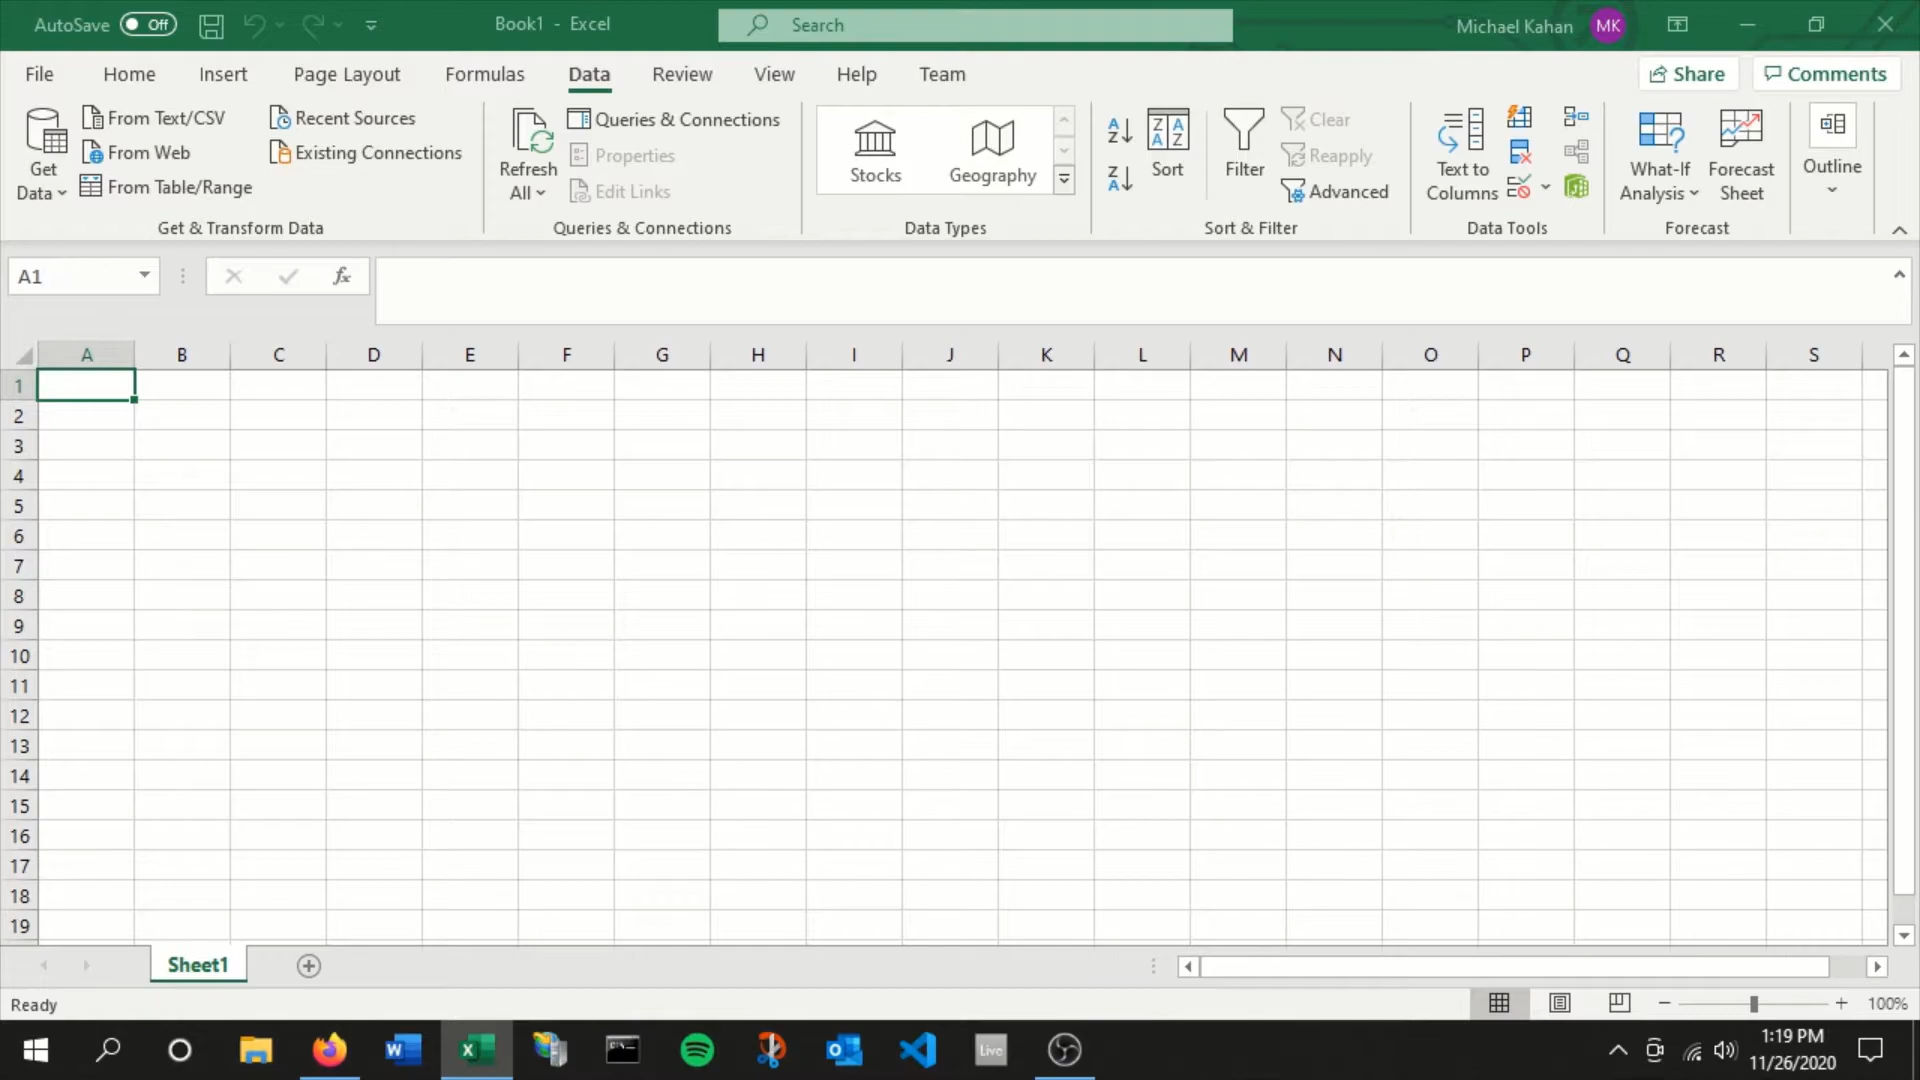 AutoSave Off Book1 - Excel Search Michael Kahan MK
File Home Insert Page Layout Formulas Data Review View Help Team Share Comments
Get Data
From Text/CSV
From Web
From Table/Range
Recent Sources
Existing Connections
Get & Transform Data
Refresh All
Queries & Connections
Properties
Edit Links
Queries & Connections
Stocks
Geography
Data Types
Sort
Filter
Clear
Reapply
Advanced
Sort & Filter
Text to Columns
Data Tools
What-If Analysis
Forecast Sheet
Forecast
Outline
A1 fx
A B C D E F G H I J K L M N O P Q R S
1
2
3
4
5
6
7
8
9
10
11
12
13
14
15
16
17
18
19
Sheet1
Ready 100%
Live
1:19 PM
11/26/2020